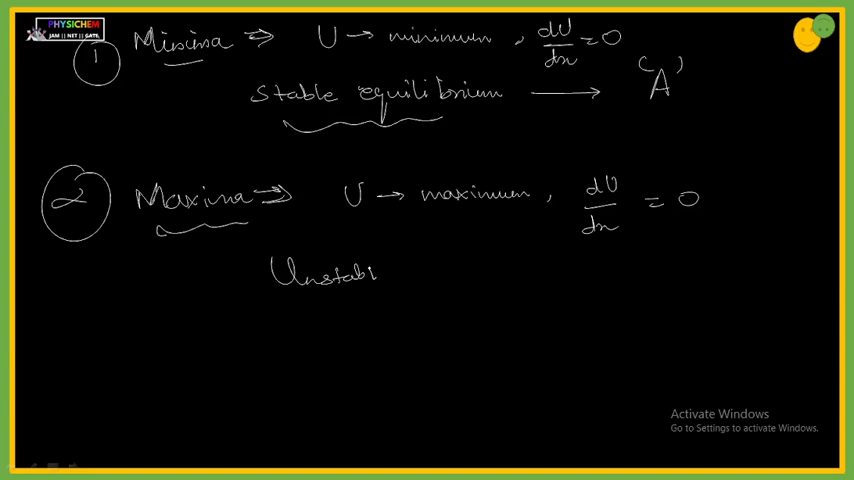 PHYSICHEM
JAM || NET || GATE
① Minima ⇒ U → minimum, dU/dx = 0
stable equilibrium → 'A'
② Maxima ⇒ U → maximum, dU/dx = 0
Unstabl
Activate Windows
Go to Settings to activate Windows.